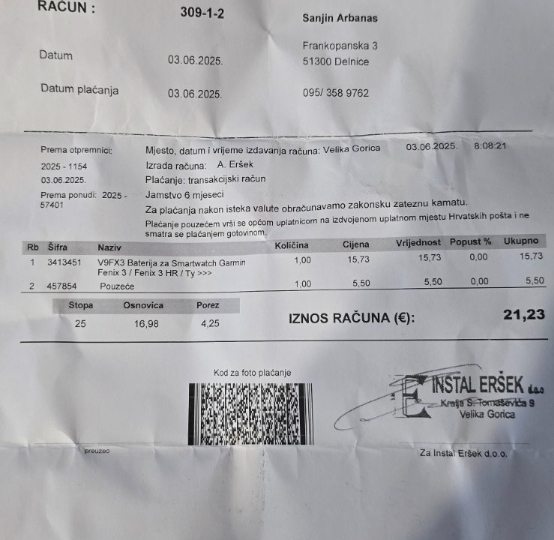 RAČUN : 309-1-2
Sanjin Arbanas
Frankopanska 3
Datum 03.06.2025. 51300 Delnice
Datum plaćanja 03.06.2025. 095/ 358 9762
Prema otpremnici: Mjesto, datum i vrijeme izdavanja računa: Velika Gorica 03.06.2025. 8:08:21
2025 - 1154 Izrada računa: A. Eršek
03.06.2025. Plaćanje: transakcijski račun
Prema ponudi: 2025 - Jamstvo 6 mjeseci
57401 Za plaćanja nakon isteka valute obračunavamo zakonsku zateznu kamatu.
Plaćanje pouzećem vrši se općom uplatnicom na izdvojenom uplatnom mjestu Hrvatskih pošta i ne
smatra se plaćanjem gotovinom.
Rb Šifra Naziv Količina Cijena Vrijednost Popust % Ukupno
1 3413451 V9FX3 Baterija za Smartwatch Garmin 1,00 15,73 15,73 0,00 15,73
Fenix 3 / Fenix 3 HR / Ty >>>
2 457854 Pouzeće 1,00 5,50 5,50 0,00 5,50
Stopa Osnovica Porez
25 16,98 4,25
IZNOS RAČUNA (€): 21,23
Kod za foto plaćanje
E INSTAL ERŠEK d.o.o
Kralja S. Tomaševića 9
Velika Gorica
preuzeo
Za Instal Eršek d.o.o.